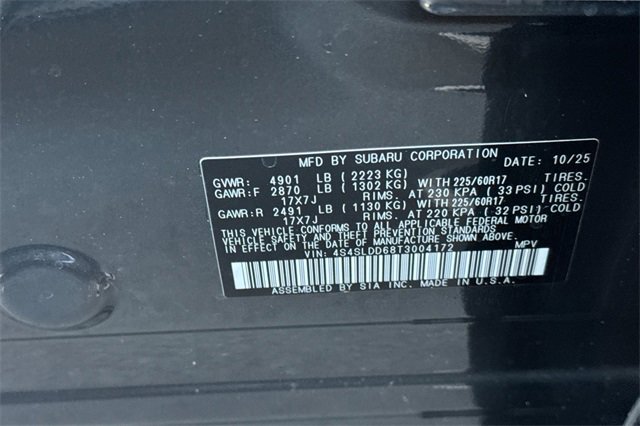 MFD BY SUBARU CORPORATION DATE: 10/25
GVWR: 4901 LB (2223 KG) TIRES.
GAWR:F 2870 LB (1302 KG) WITH 225/60R17
17X7J RIMS. AT 230 KPA (33 PSI) COLD
GAWR:R 2491 LB (1130 KG) WITH 225/60R17 TIRES.
17X7J RIMS. AT 220 KPA (32 PSI) COLD
THIS VEHICLE CONFORMS TO ALL APPLICABLE FEDERAL MOTOR
VEHICLE SAFETY AND THEFT PREVENTION STANDARDS
IN EFFECT ON THE DATE OF MANUFACTURE SHOWN ABOVE.
VIN: 4S4SLDD68T3004172 MPV
ASSEMBLED BY SIA INC. MADE IN U.S.A.